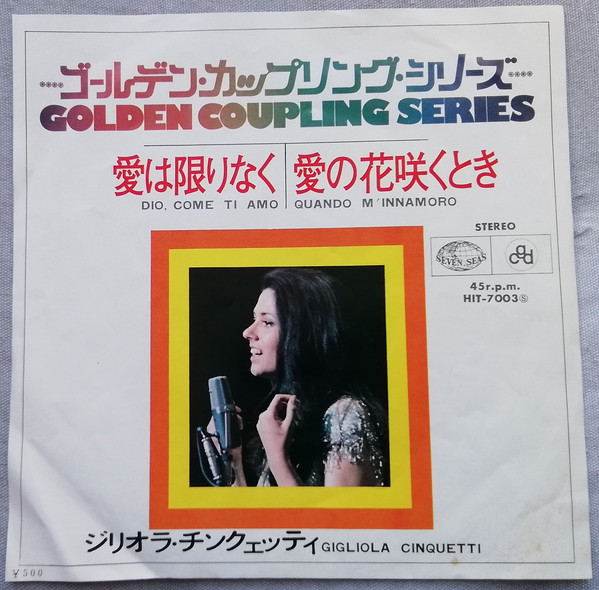 ゴールデン・カップリング・シリーズ
GOLDEN COUPLING SERIES
愛は限りなく 愛の花咲くとき
DIO, COME TI AMO QUANDO M'INNAMORO
STEREO
SEVEN SEAS cgd
45r.p.m.
HIT-7003Ⓢ
ジリオラ・チンクェッティ GIGLIOLA CINQUETTI
¥500